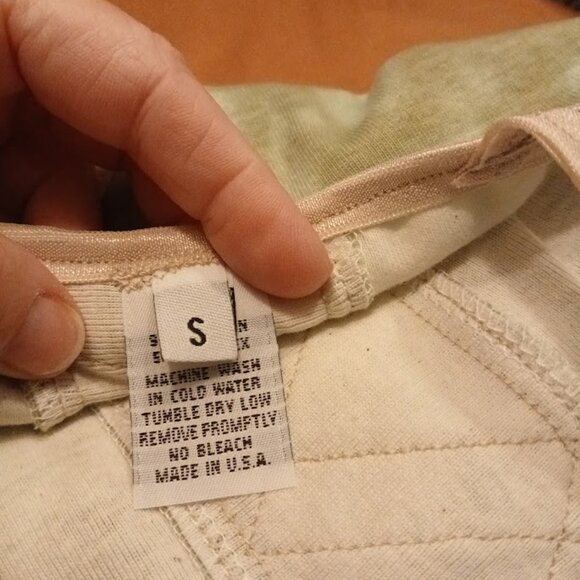 S
MACHINE WASH
IN COLD WATER
TUMBLE DRY LOW
REMOVE PROMPTLY
NO BLEACH
MADE IN U.S.A.